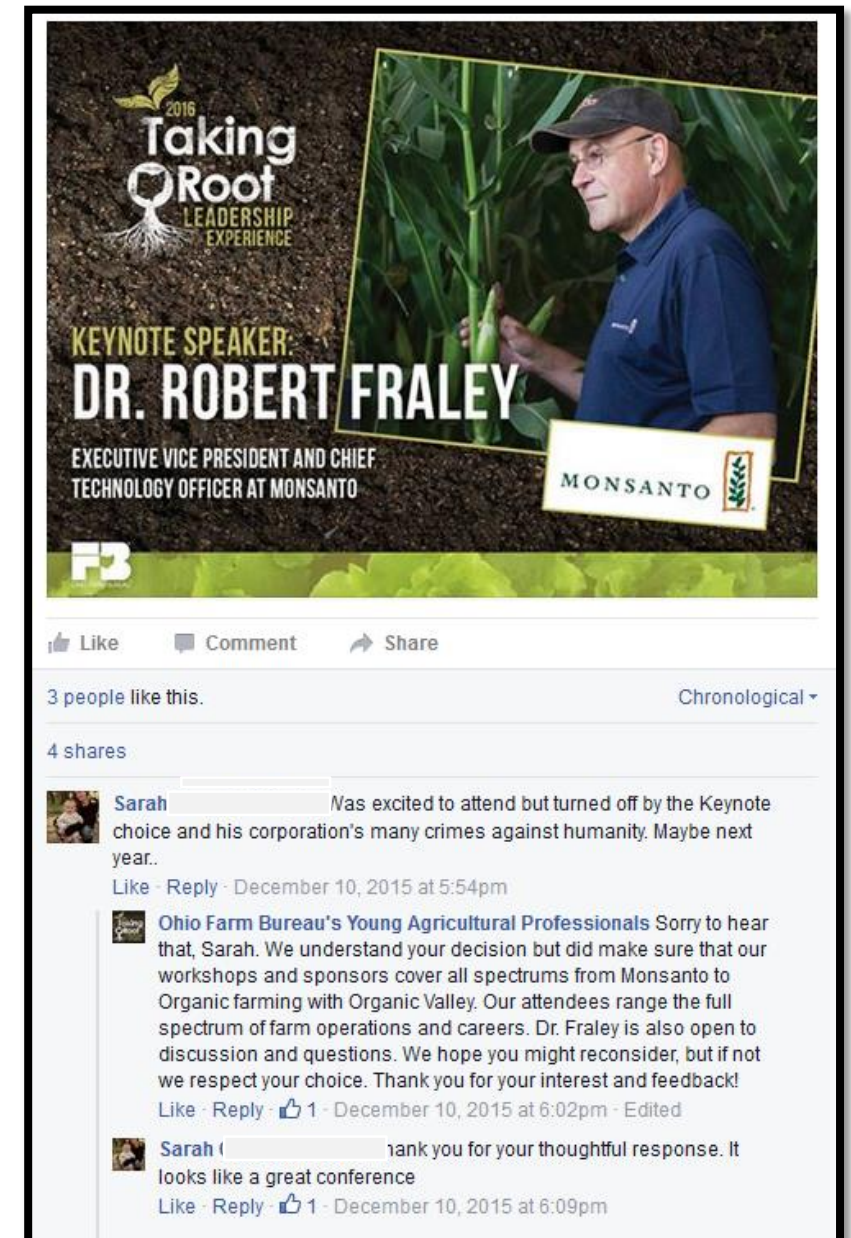 2016
Taking
Root
LEADERSHIP
EXPERIENCE
KEYNOTE SPEAKER:
DR. ROBERT FRALEY
EXECUTIVE VICE PRESIDENT AND CHIEF
TECHNOLOGY OFFICER AT MONSANTO
MONSANTO
FB
Like Comment Share
3 people like this. Chronological
4 shares
Sarah Was excited to attend but turned off by the Keynote
choice and his corporation's many crimes against humanity. Maybe next
year..
Like · Reply · December 10, 2015 at 5:54pm
Ohio Farm Bureau's Young Agricultural Professionals Sorry to hear
that, Sarah. We understand your decision but did make sure that our
workshops and sponsors cover all spectrums from Monsanto to
Organic farming with Organic Valley. Our attendees range the full
spectrum of farm operations and careers. Dr. Fraley is also open to
discussion and questions. We hope you might reconsider, but if not
we respect your choice. Thank you for your interest and feedback!
Like · Reply · 1 · December 10, 2015 at 6:02pm · Edited
Sarah hank you for your thoughtful response. It
looks like a great conference
Like · Reply · 1 · December 10, 2015 at 6:09pm